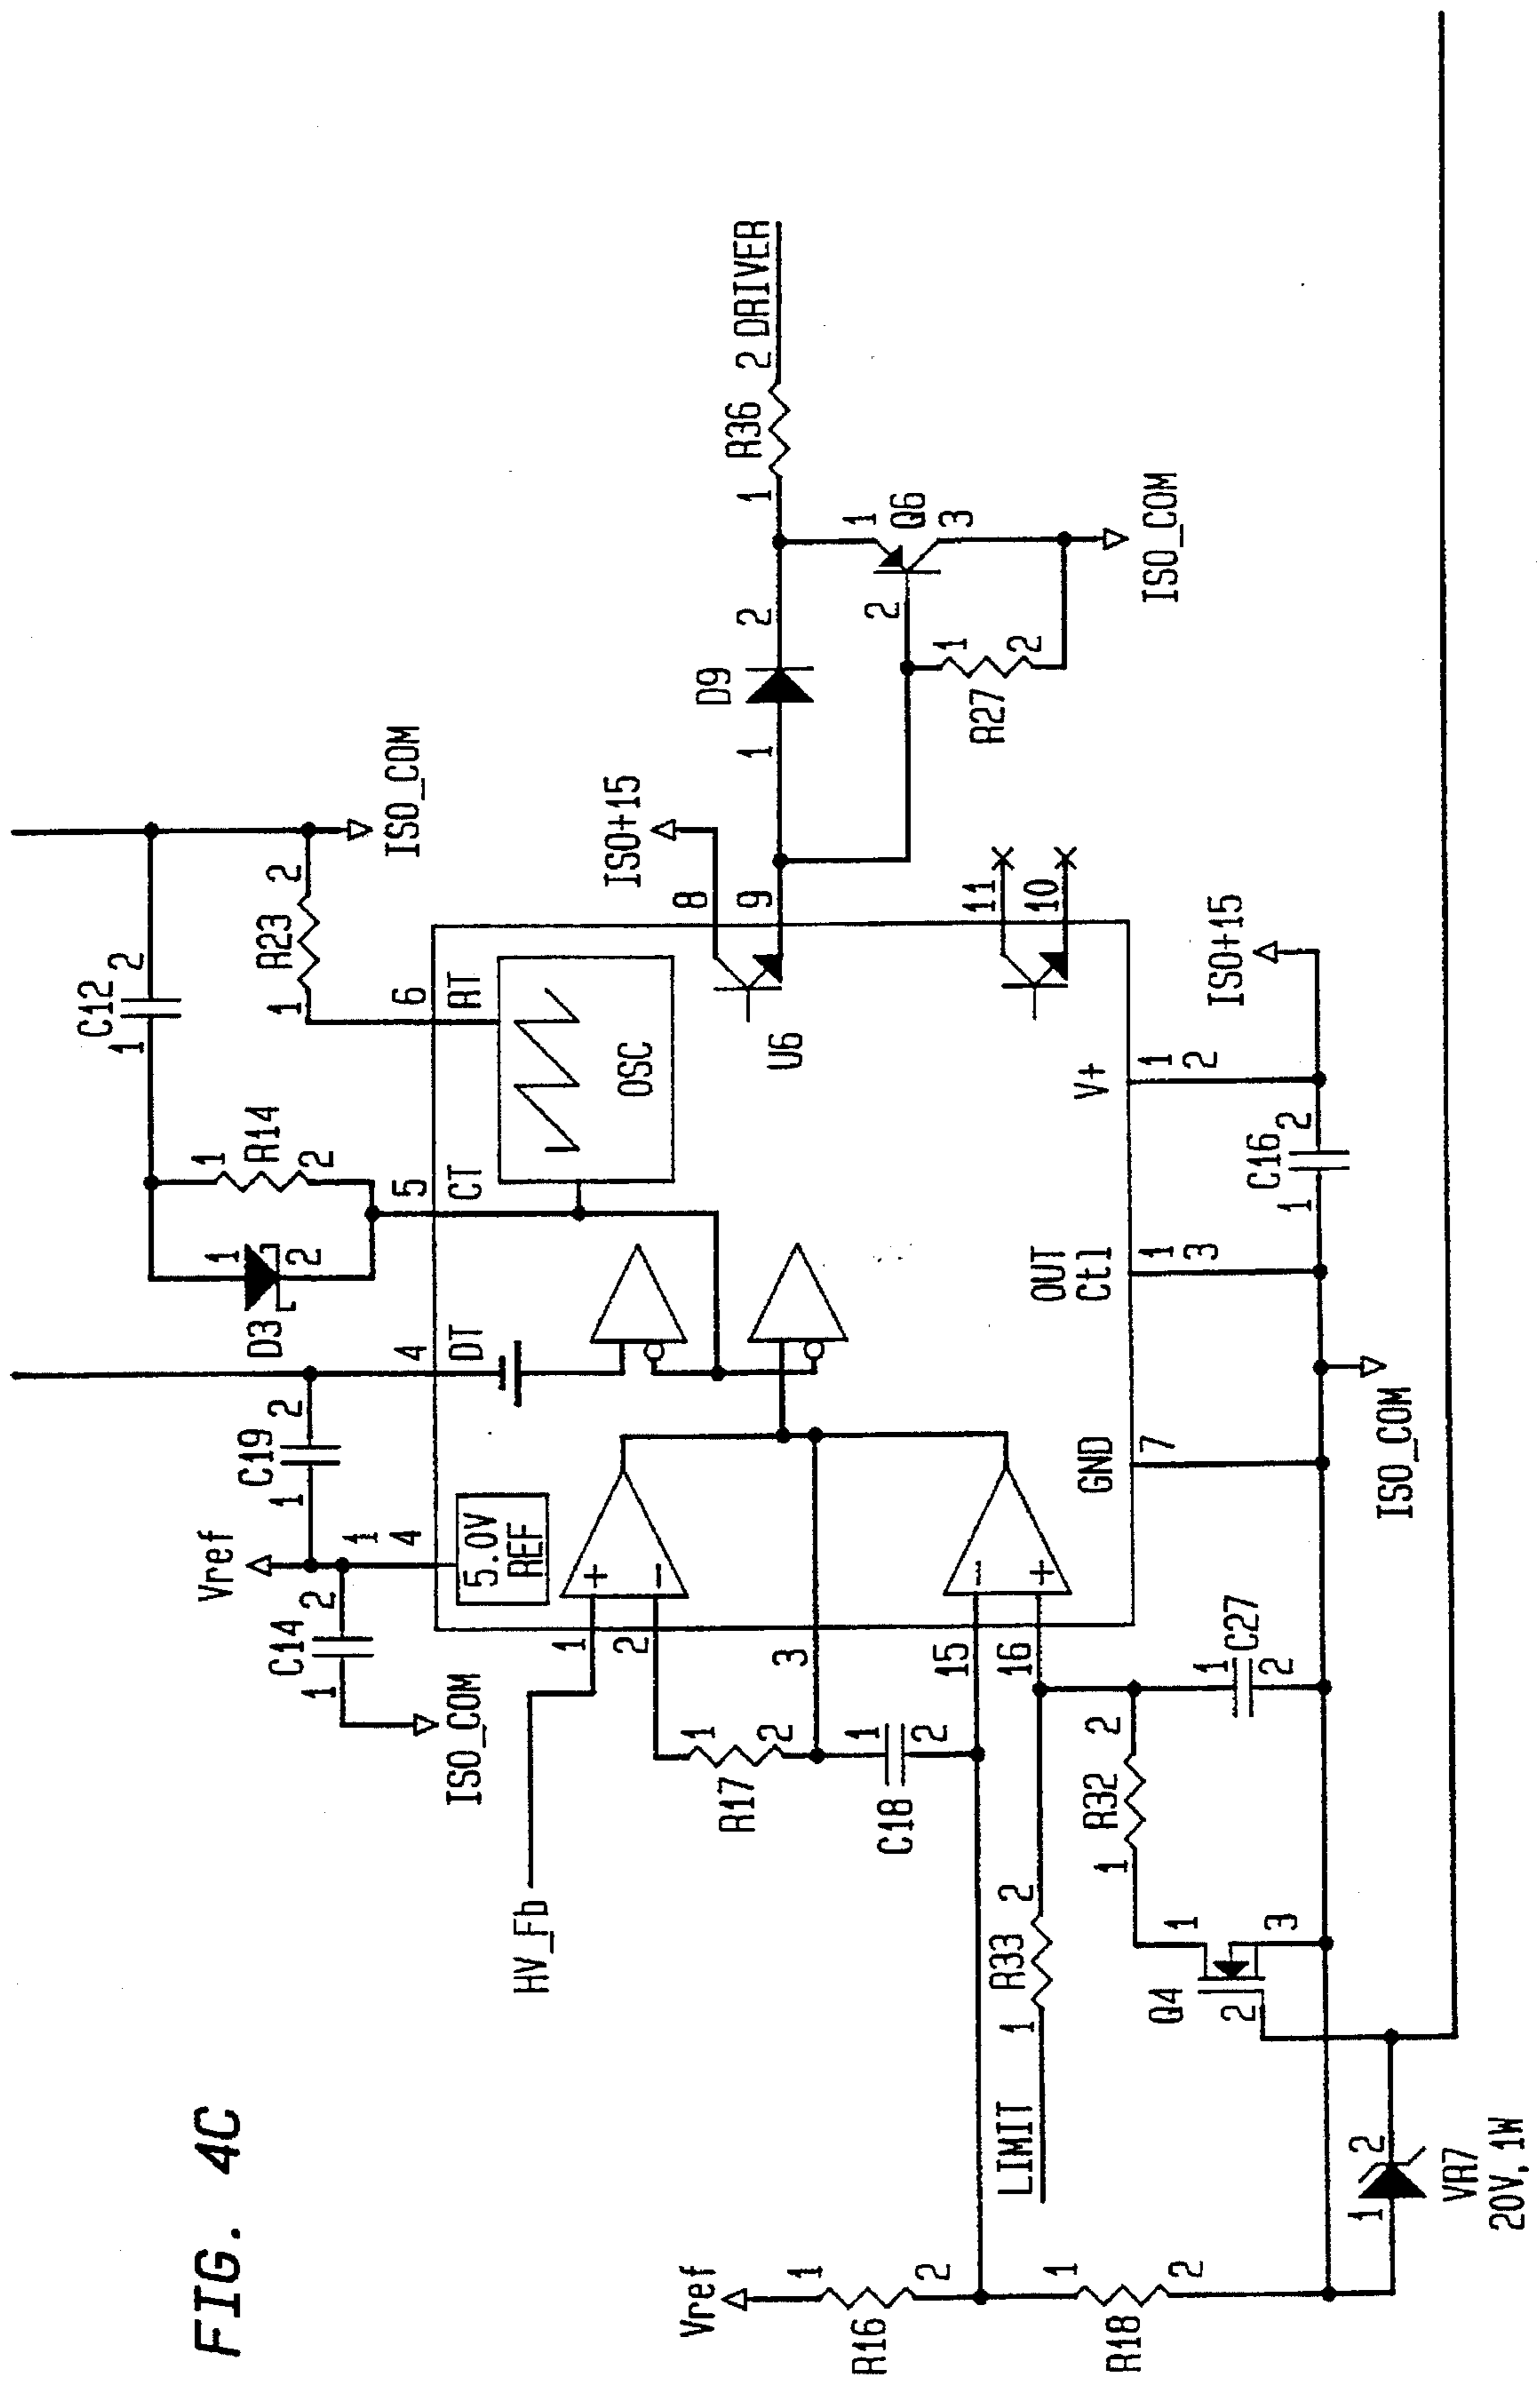 FIG. 4C
C12
1
2
R14
1
2
D3
1
2
R23
1
2
ISO_COM
C19
1
2
Vref
C14
1
2
ISO_COM
1 4
4
5
6
DT
CT
RT
5.0V
REF
OSC
U6
HV_Fb
1
2
3
15
16
+
-
-
+
R17
1
2
C18
1
2
ISO+15
8
9
11
10
D9
1
2
R36
1
2
DRIVER
Q6
1
2
3
R27
1
2
ISO_COM
GND
7
OUT
Ctl
1 3
V+
1 2
C16
1
2
ISO+15
ISO_COM
C27
1
2
R32
1
2
R33
1
2
LIMIT
Q4
1
2
3
Vref
R16
1
2
R18
1
2
VR7
20V, 1W
1
2